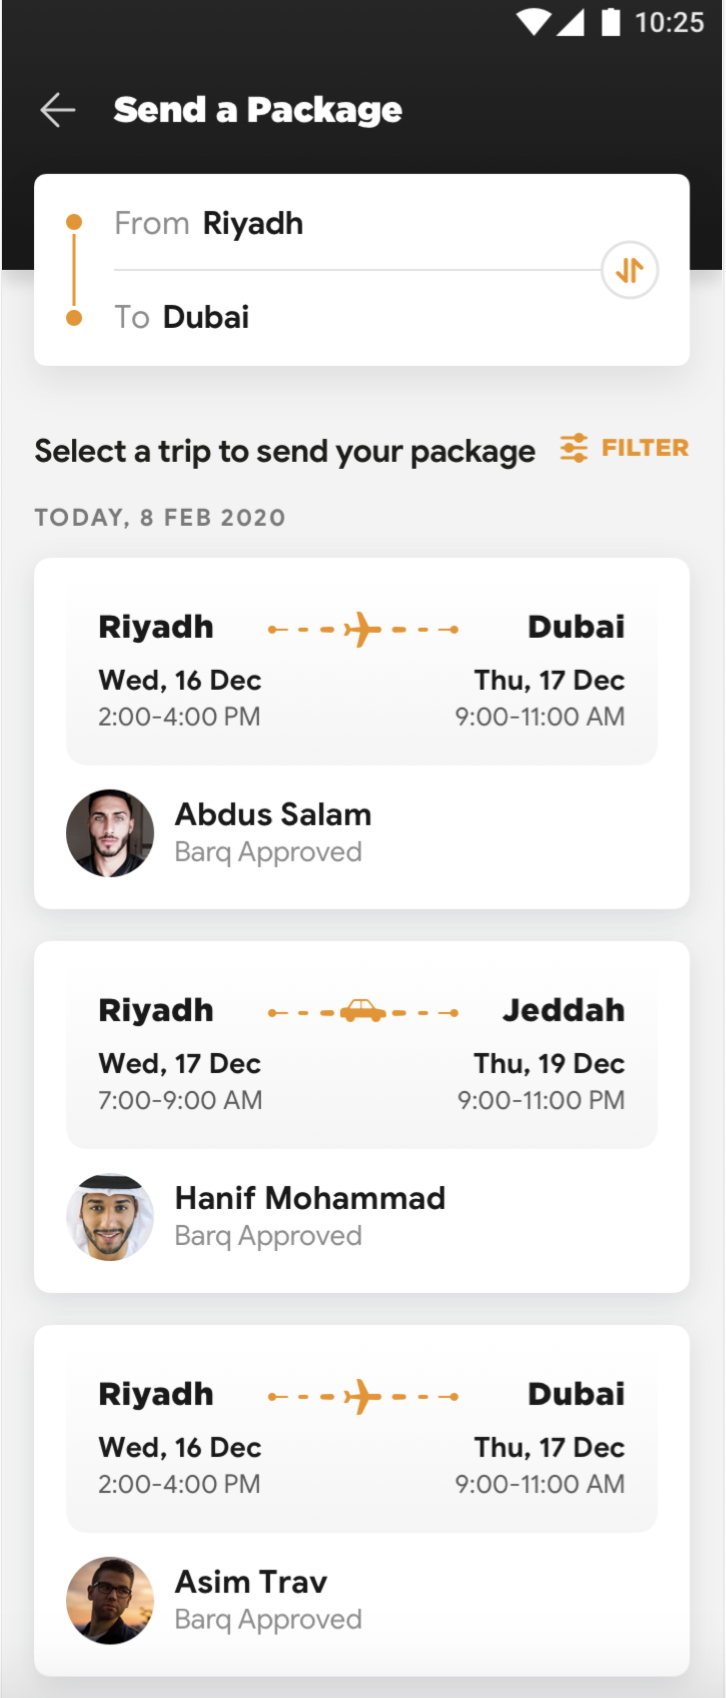 10:25
Send a Package
From Riyadh
To Dubai
Select a trip to send your package FILTER
TODAY, 8 FEB 2020
Riyadh Dubai
Wed, 16 Dec Thu, 17 Dec
2:00-4:00 PM 9:00-11:00 AM
Abdus Salam
Barq Approved
Riyadh Jeddah
Wed, 17 Dec Thu, 19 Dec
7:00-9:00 AM 9:00-11:00 PM
Hanif Mohammad
Barq Approved
Riyadh Dubai
Wed, 16 Dec Thu, 17 Dec
2:00-4:00 PM 9:00-11:00 AM
Asim Trav
Barq Approved